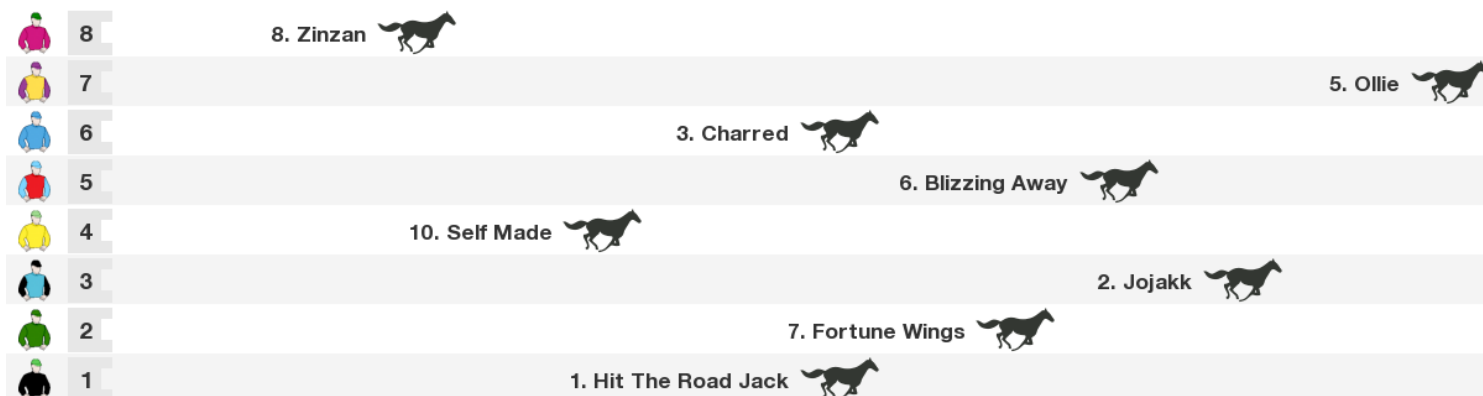 8 8. Zinzan
7 5. Ollie
6 3. Charred
5 6. Blizzing Away
4 10. Self Made
3 2. Jojakk
2 7. Fortune Wings
1 1. Hit The Road Jack